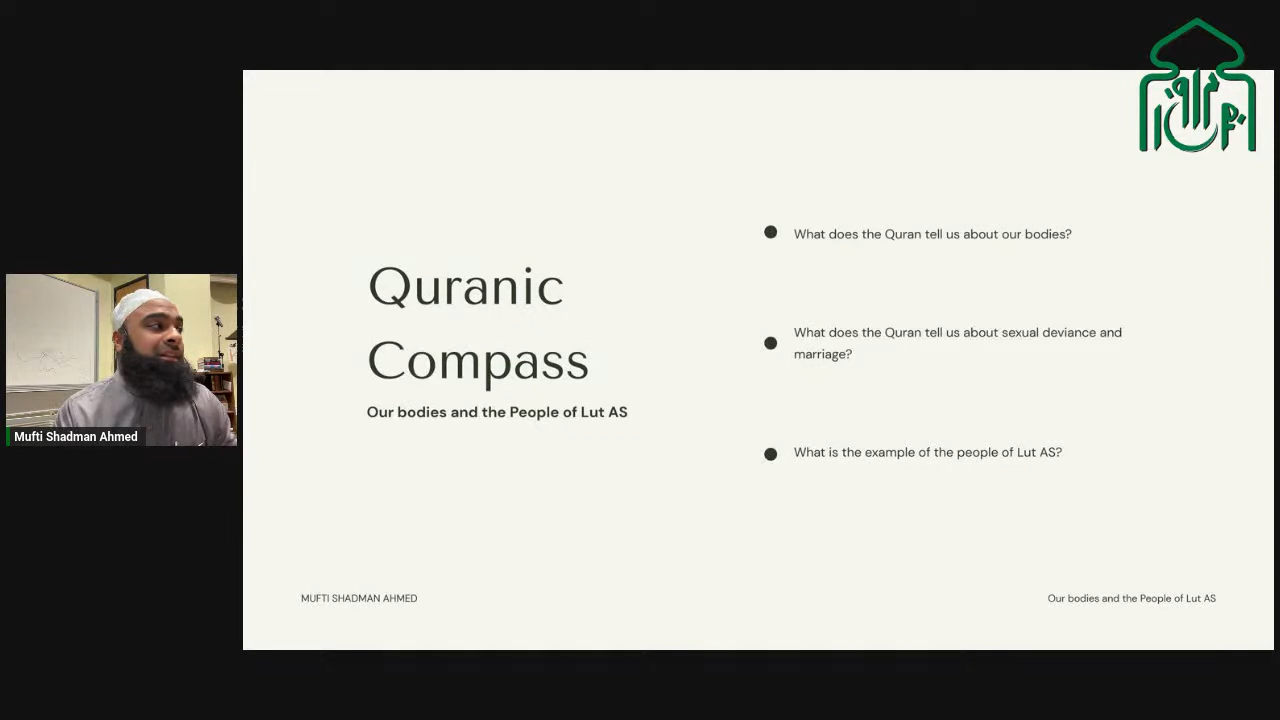 Quranic
Compass
Our bodies and the People of Lut AS
What does the Quran tell us about our bodies?
What does the Quran tell us about sexual deviance and
marriage?
What is the example of the people of Lut AS?
Mufti Shadman Ahmed
MUFTI SHADMAN AHMED
Our bodies and the People of Lut AS